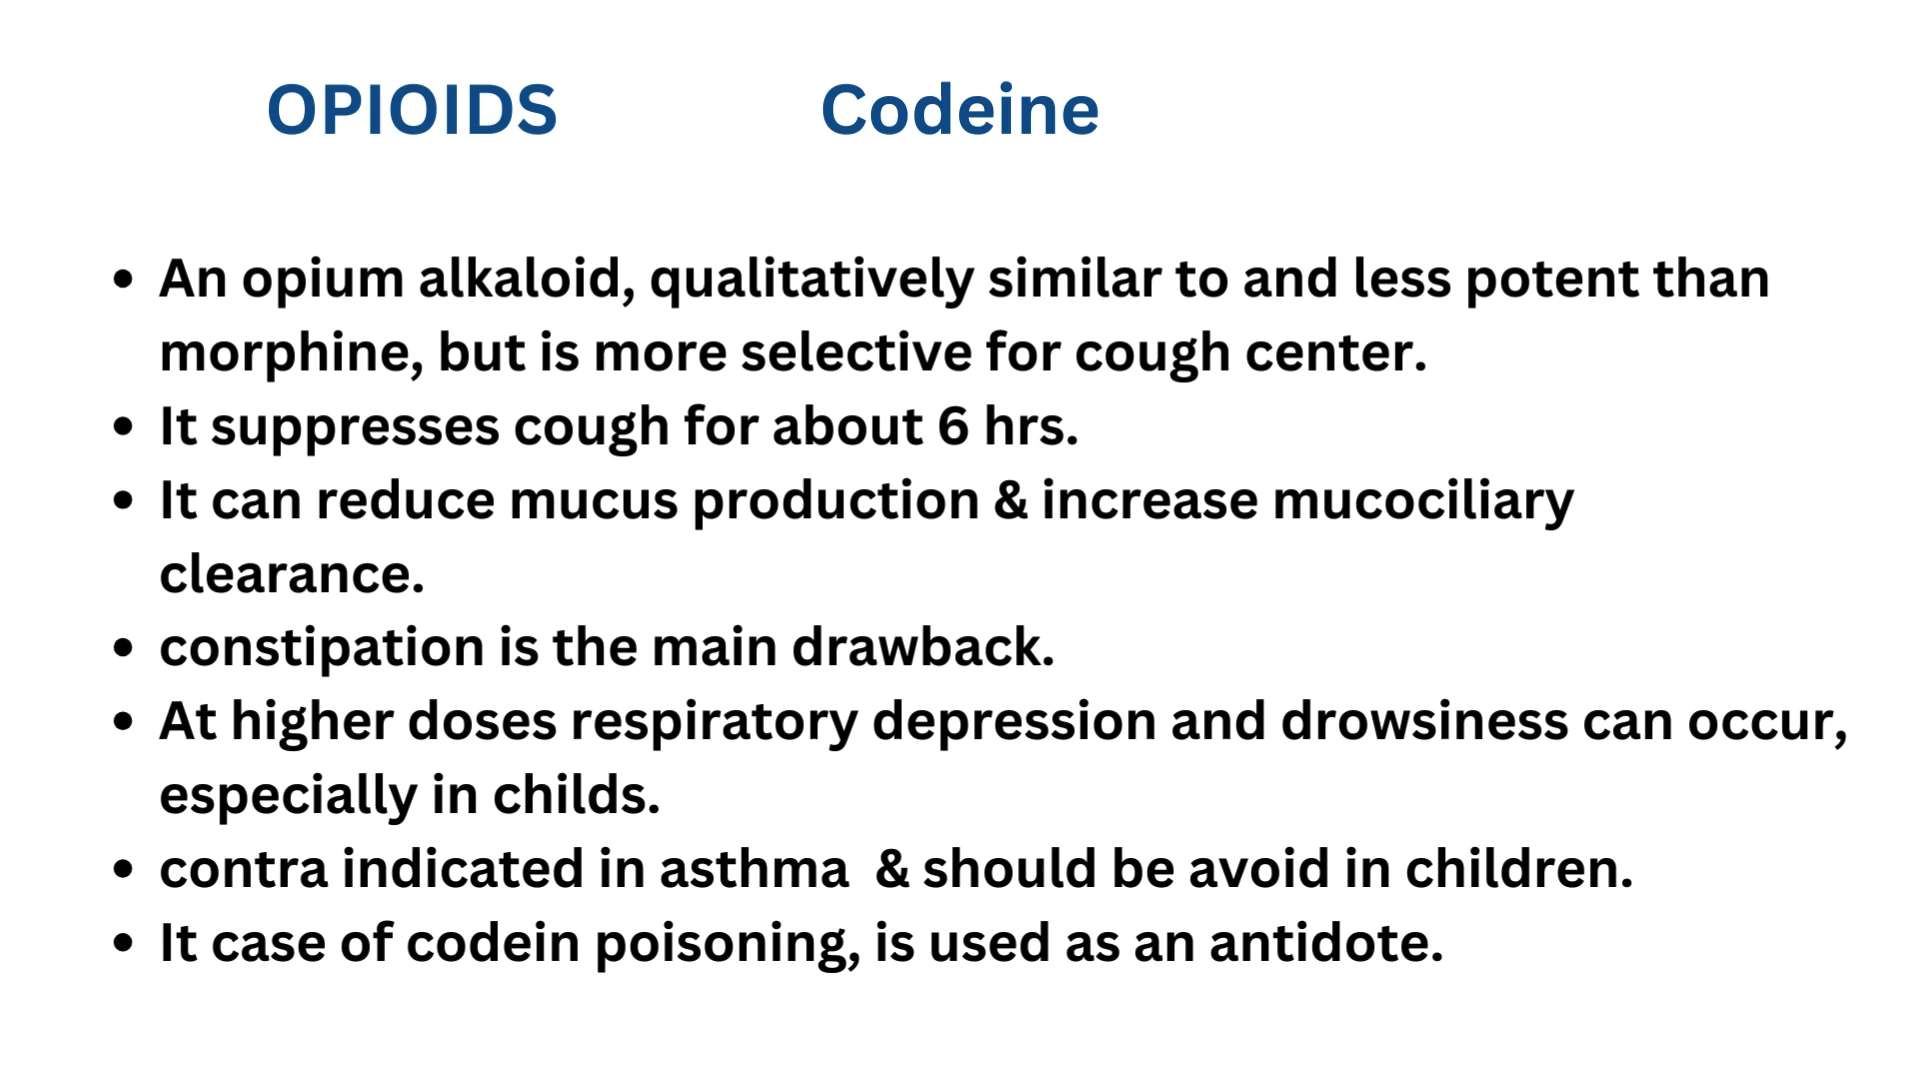 OPIOIDS Codeine
• An opium alkaloid, qualitatively similar to and less potent than
morphine, but is more selective for cough center.
• It suppresses cough for about 6 hrs.
• It can reduce mucus production & increase mucociliary
clearance.
• constipation is the main drawback.
• At higher doses respiratory depression and drowsiness can occur,
especially in childs.
• contra indicated in asthma & should be avoid in children.
• It case of codein poisoning, is used as an antidote.